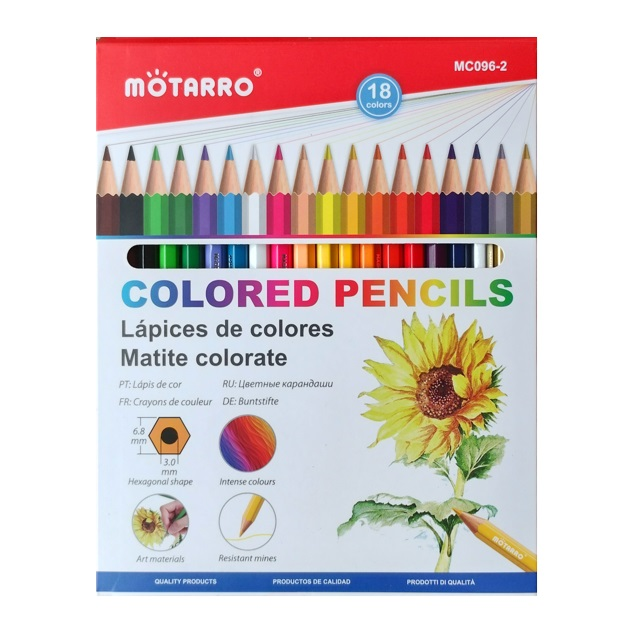 MOTARRO®
MC096-2
18
colors
COLORED PENCILS
Lápices de colores
Matite colorate
PT: Lápis de cor
RU: Цветные карандаши
FR: Crayons de couleur
DE: Buntstifte
6.8
mm
3.0
mm
Hexagonal shape
Intense colours
Art materials
Resistant mines
MOTARRO
QUALITY PRODUCTS
PRODUCTOS DE CALIDAD
PRODOTTI DI QUALITÀ